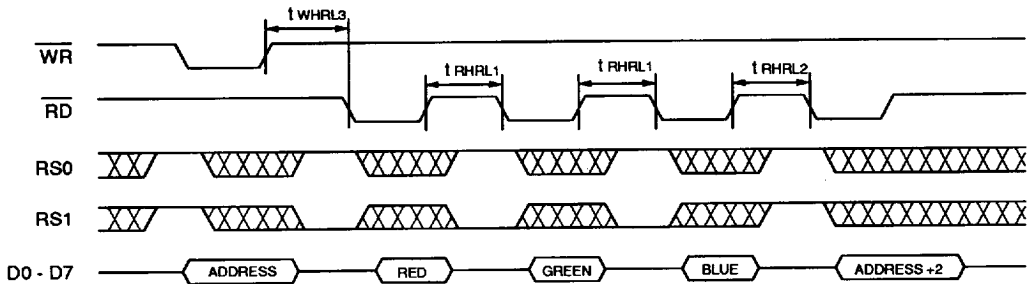 t WHRL3
WR
t RHRL1
t RHRL1
t RHRL2
RD
RS0
RS1
D0 - D7
ADDRESS
RED
GREEN
BLUE
ADDRESS +2